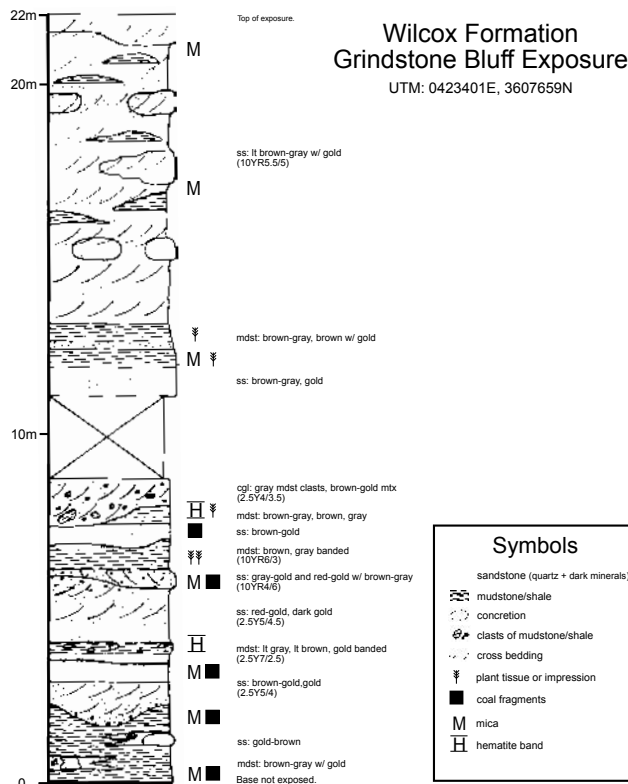 Wilcox Formation
Grindstone Bluff Exposure
UTM: 0423401E, 3607659N
22m
Top of exposure.
M
20m
ss: lt brown-gray w/ gold
(10YR5.5/5)
M
mdst: brown-gray, brown w/ gold
M
ss: brown-gray, gold
10m
cgl: gray mdst clasts, brown-gold mtx
(2.5Y4/3.5)
H
mdst: brown-gray, brown, gray
ss: brown-gold
mdst: brown, gray banded
(10YR6/3)
M
ss: gray-gold and red-gold w/ brown-gray
(10YR4/6)
ss: red-gold, dark gold
(2.5Y5/4.5)
H
mdst: lt gray, lt brown, gold banded
(2.5Y7/2.5)
M
ss: brown-gold,gold
(2.5Y5/4)
M
ss: gold-brown
mdst: brown-gray w/ gold
M
Base not exposed.
0
Symbols
sandstone (quartz + dark minerals)
mudstone/shale
concretion
clasts of mudstone/shale
cross bedding
plant tissue or impression
coal fragments
M mica
H hematite band